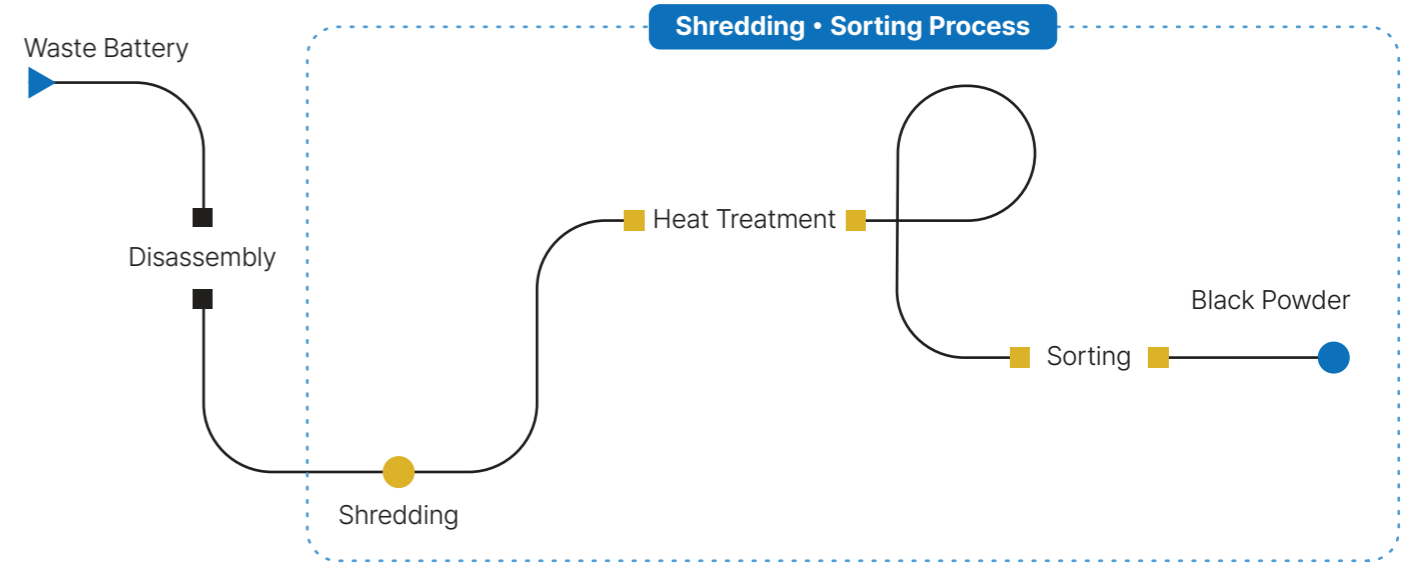 Shredding • Sorting Process
Waste Battery
Disassembly
Shredding
Heat Treatment
Sorting
Black Powder